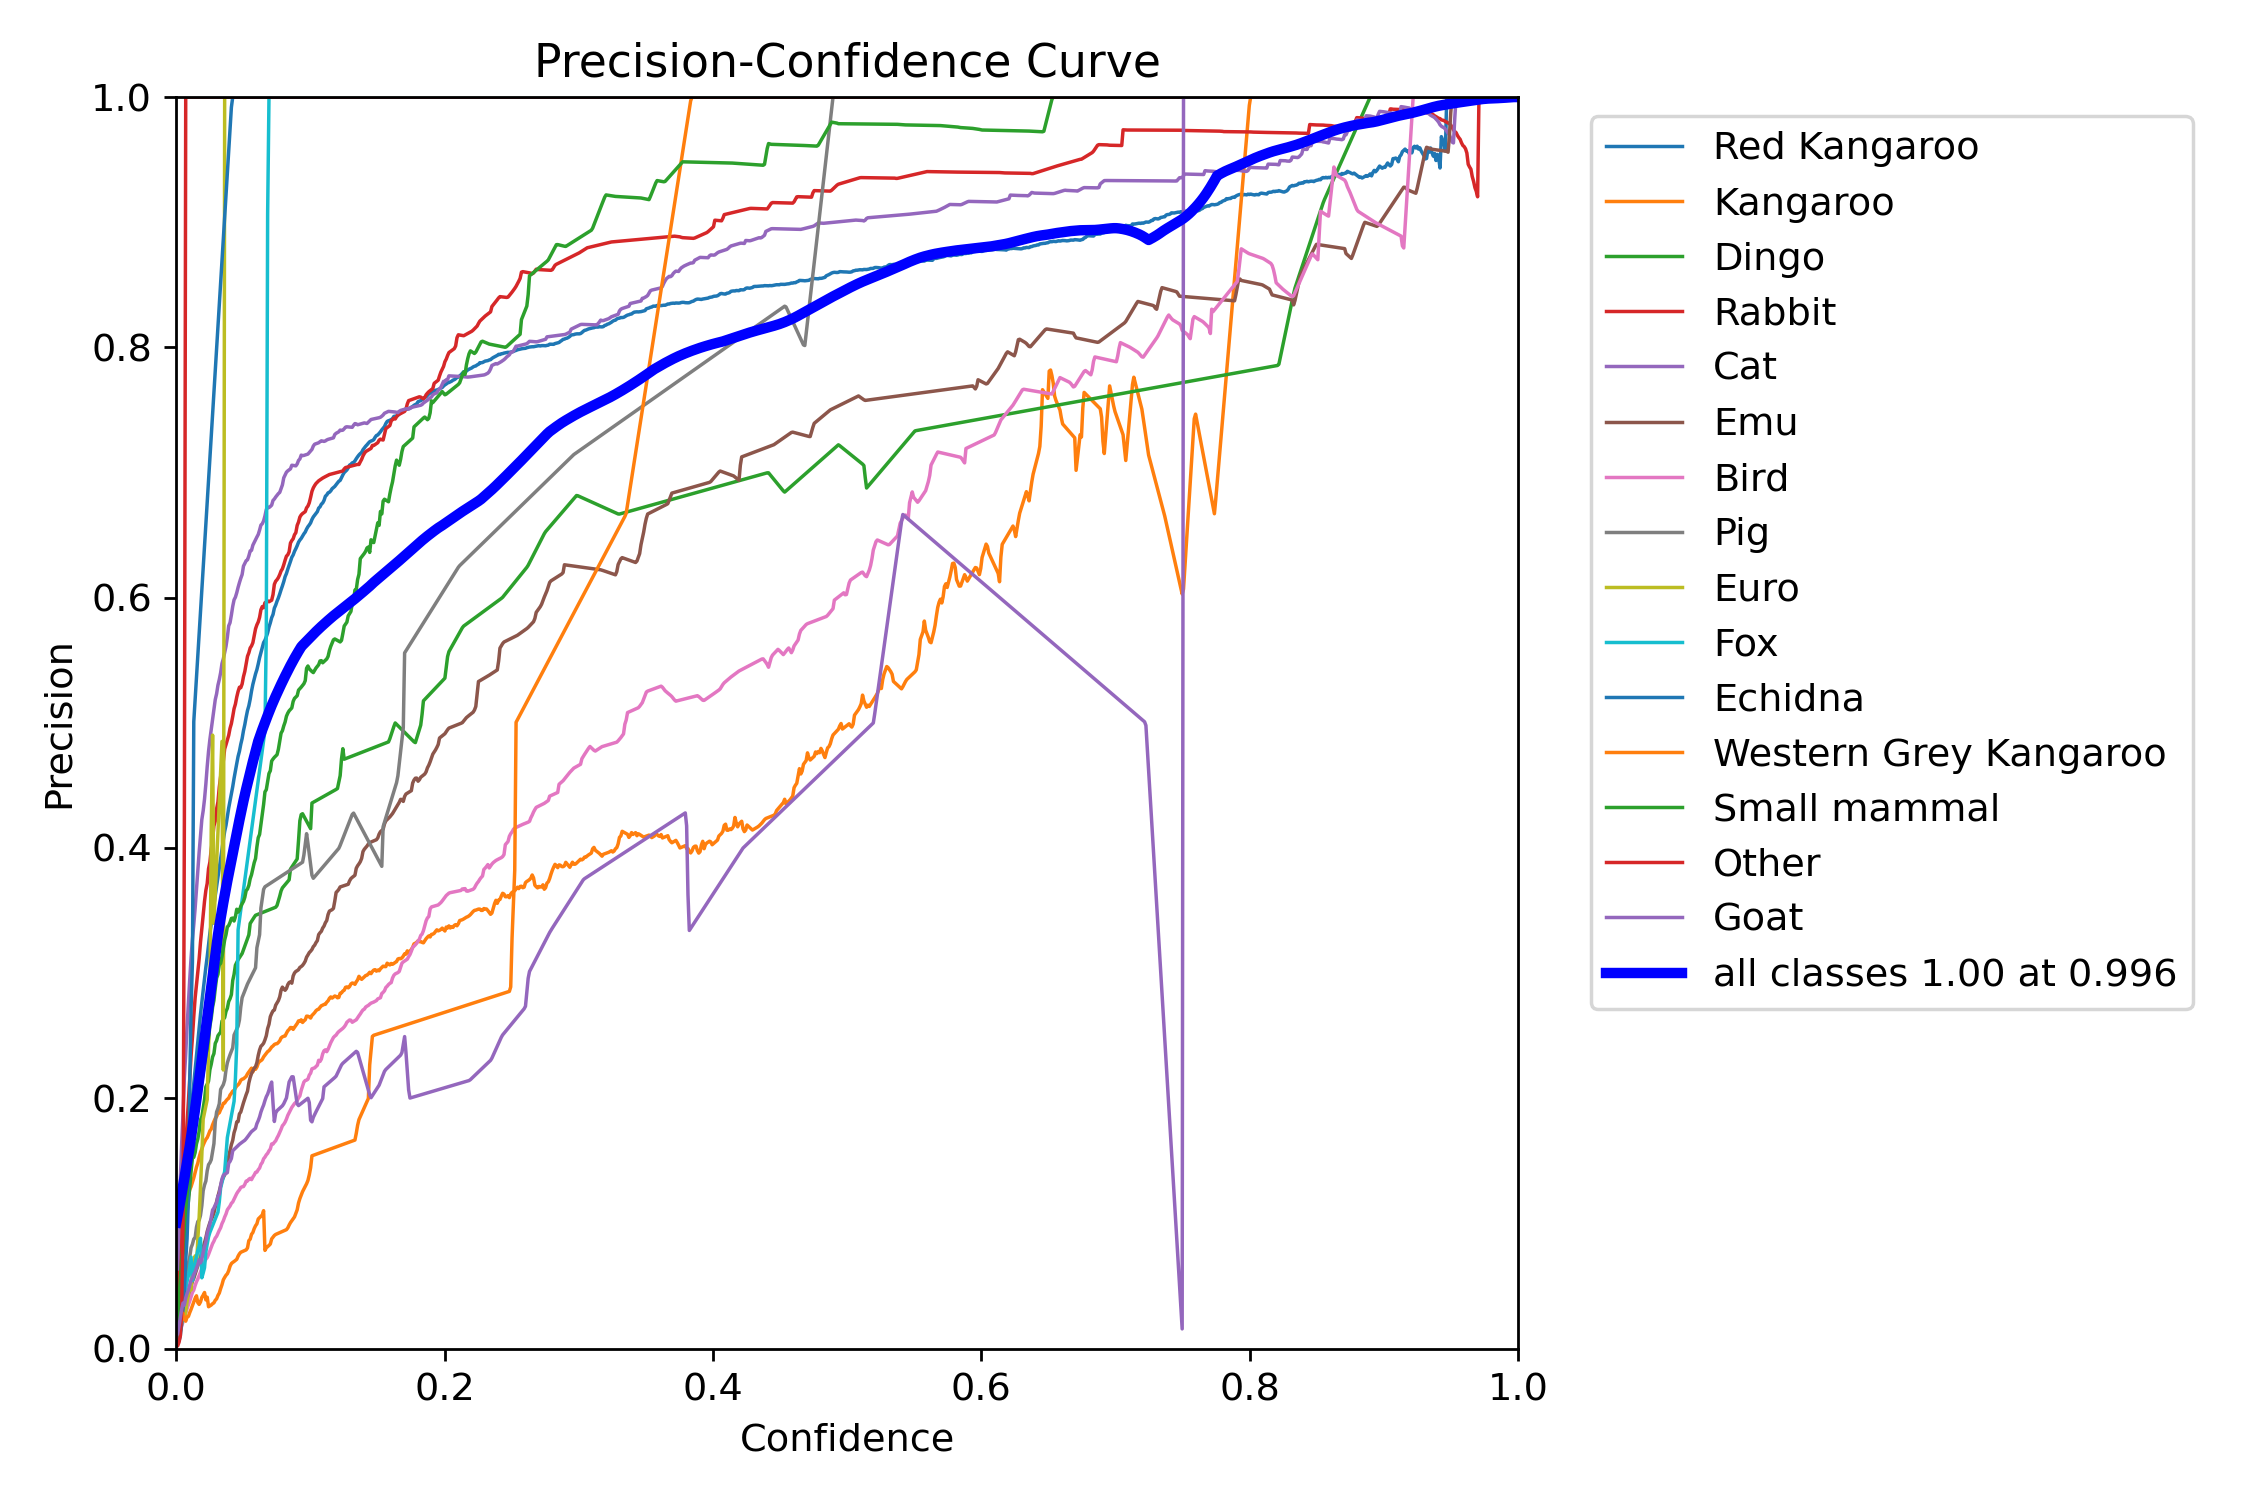 Precision-Confidence Curve
1.0
0.8
0.6
0.4
0.2
0.0
Precision
0.0 0.2 0.4 0.6 0.8 1.0
Confidence
Red Kangaroo
Kangaroo
Dingo
Rabbit
Cat
Emu
Bird
Pig
Euro
Fox
Echidna
Western Grey Kangaroo
Small mammal
Other
Goat
all classes 1.00 at 0.996